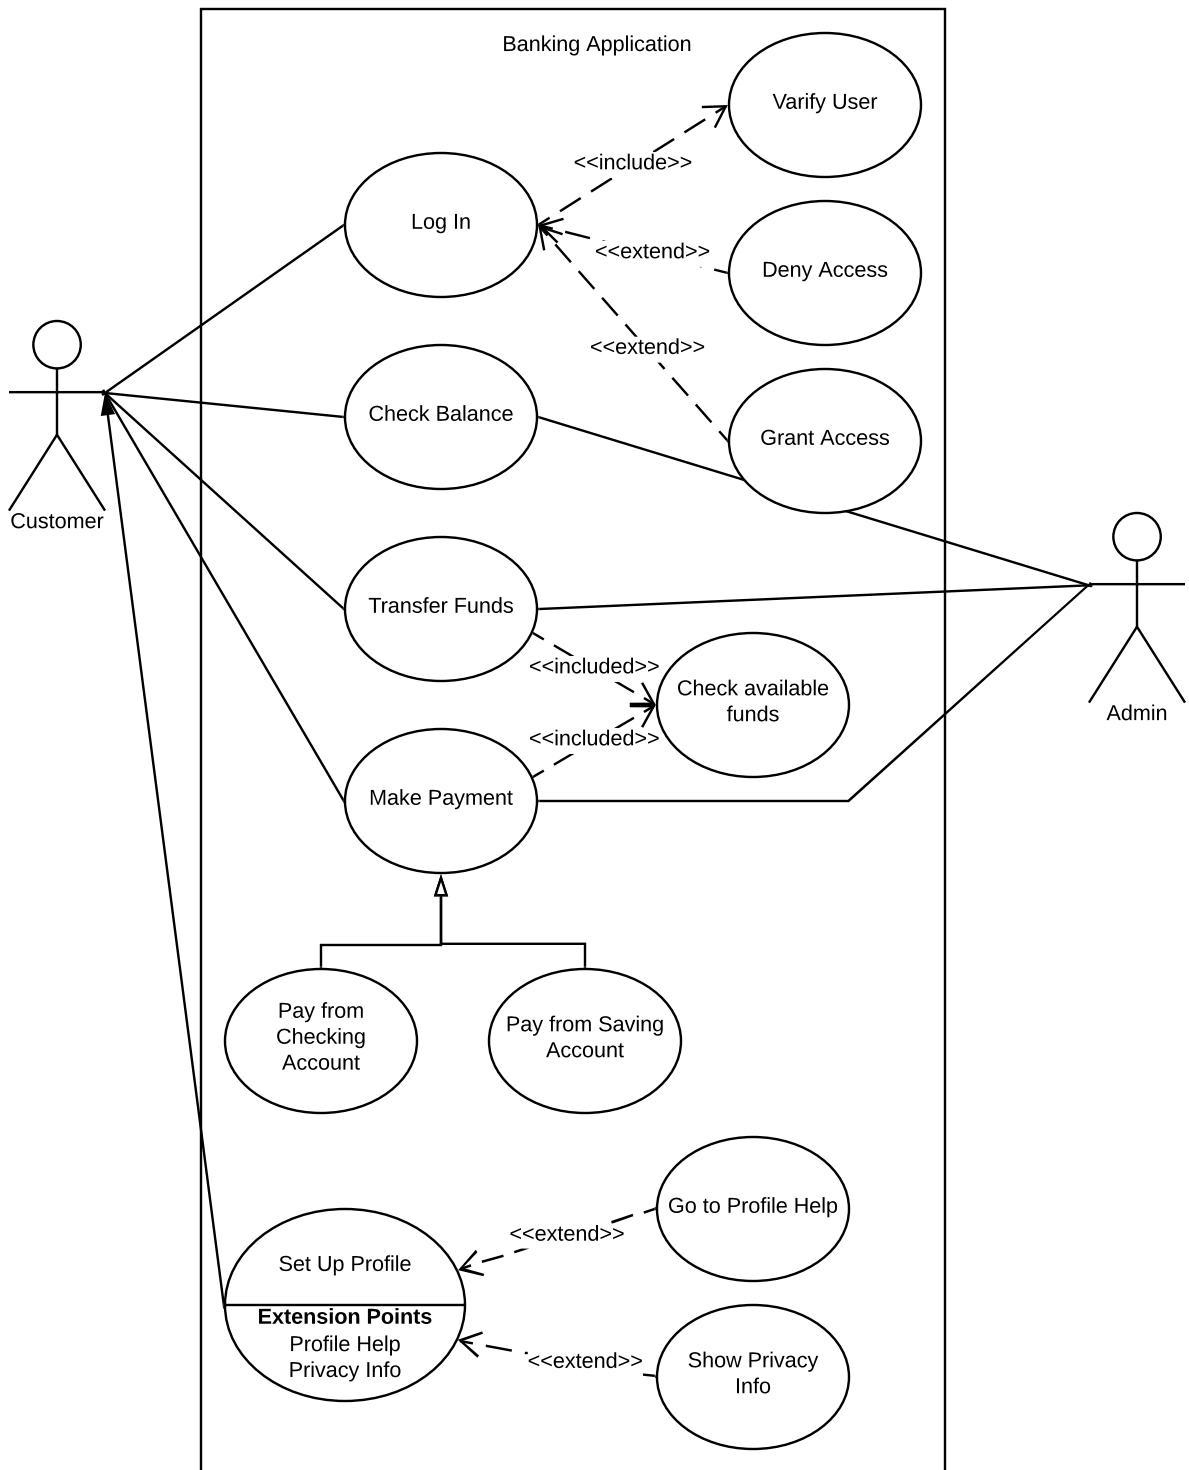 Banking Application
Varify User
<<include>>
Log In
<<extend>>
Deny Access
<<extend>>
Check Balance
Grant Access
Customer
Transfer Funds
<<included>>
Check available
funds
Admin
<<included>>
Make Payment
Pay from
Checking
Account
Pay from Saving
Account
Go to Profile Help
<<extend>>
Set Up Profile
Extension Points
Profile Help
Privacy Info
<<extend>>
Show Privacy
Info